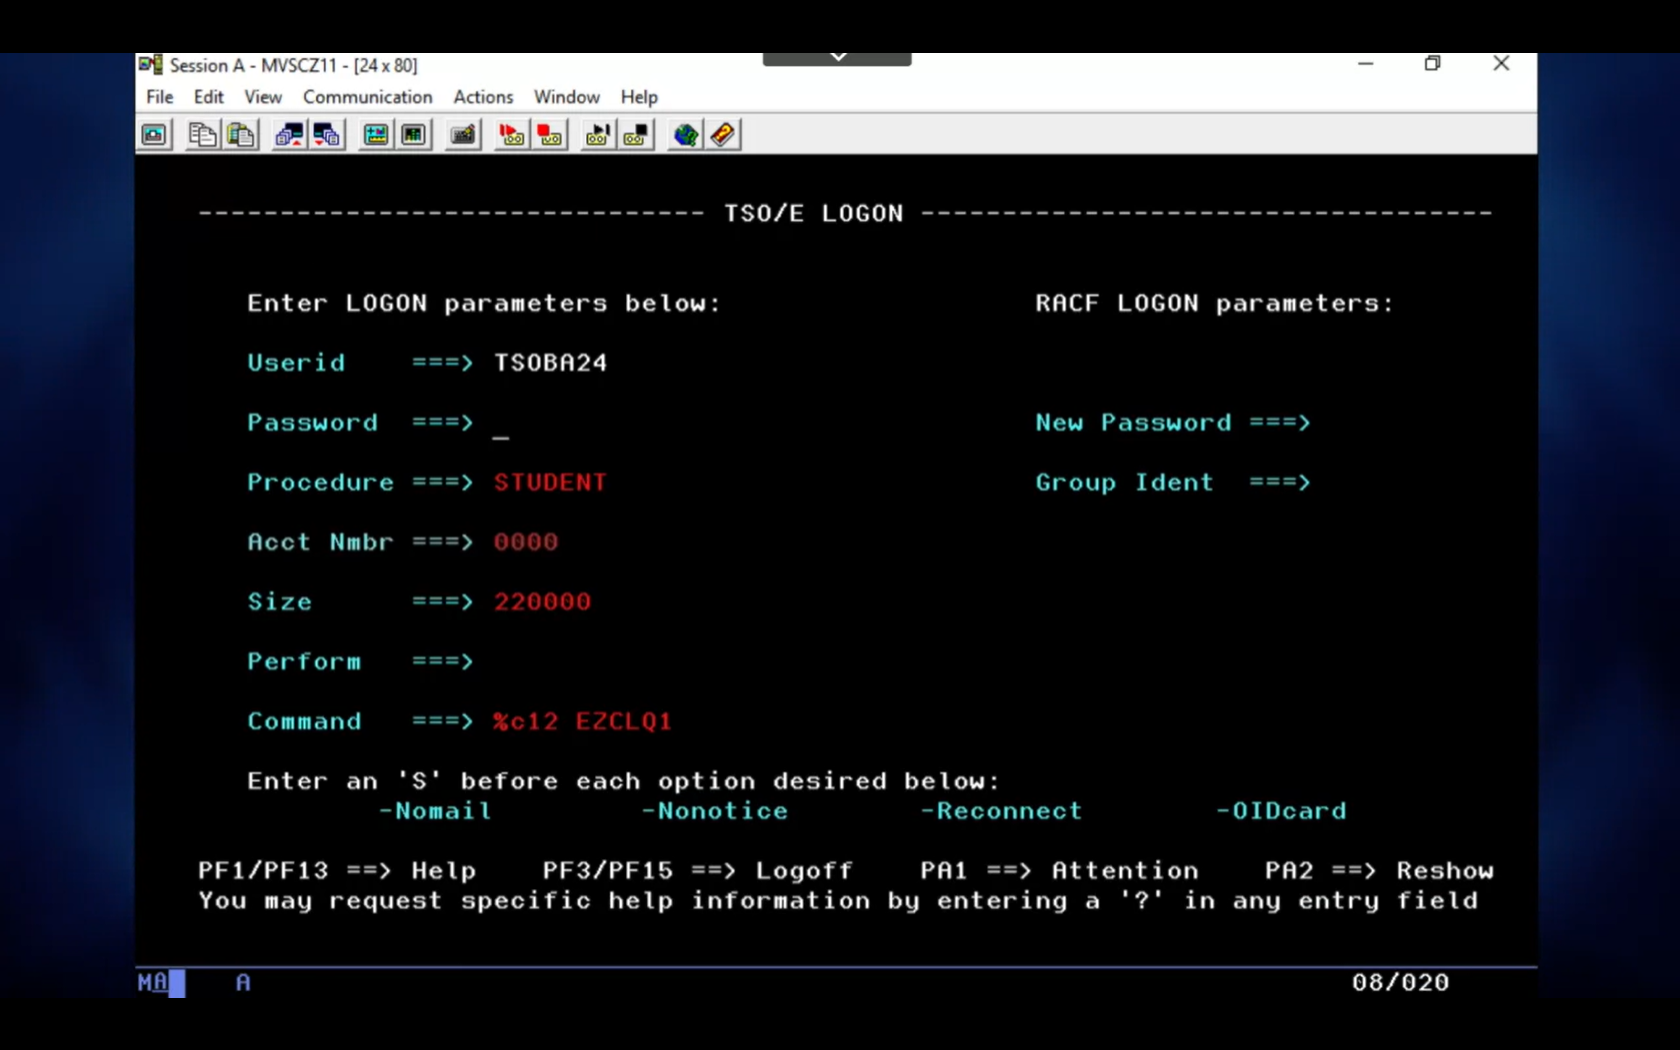 Session A - MVSCZ11 - [24 x 80]
File Edit View Communication Actions Window Help
------------------------------- TSO/E LOGON -----------------------------------
Enter LOGON parameters below: RACF LOGON parameters:
Userid ===> TSOBA24
Password ===> _ New Password ===>
Procedure ===> STUDENT Group Ident ===>
Acct Nmbr ===> 0000
Size ===> 220000
Perform ===>
Command ===> %c12 EZCLQ1
Enter an 'S' before each option desired below:
-Nomail -Nonotice -Reconnect -OIDcard
PF1/PF13 ==> Help PF3/PF15 ==> Logoff PA1 ==> Attention PA2 ==> Reshow
You may request specific help information by entering a '?' in any entry field
MA A 08/020